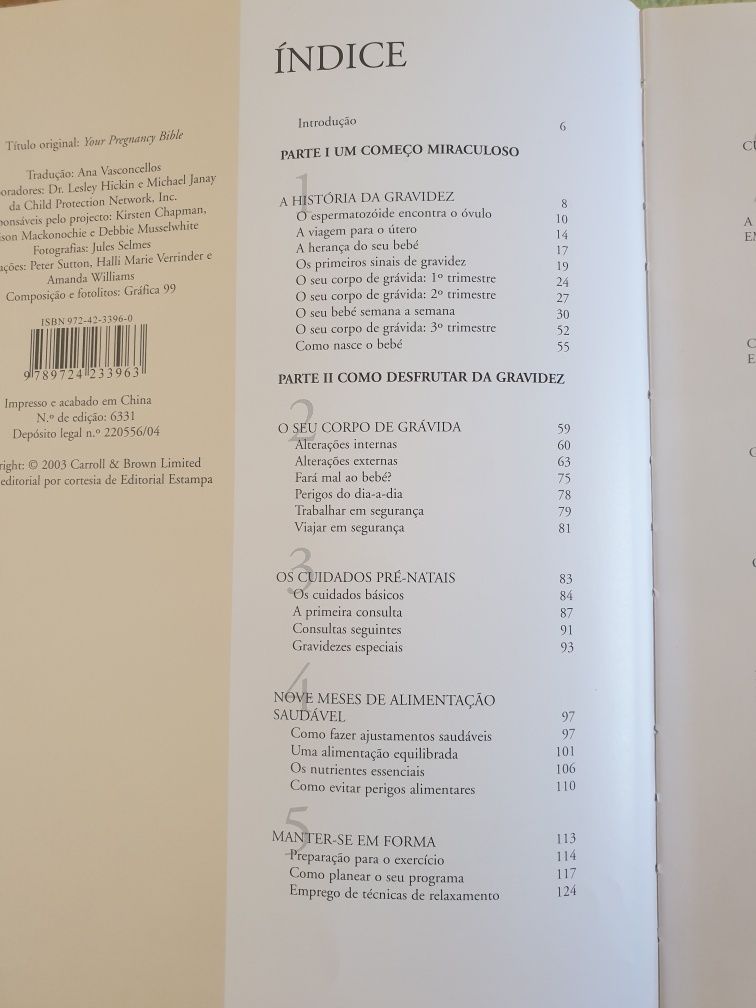 Título original: Your Pregnancy Bible
Tradução: Ana Vasconcellos
Dr. Lesley Hickin e Michael Janay
da Child Protection Network, Inc.
pelo projecto: Kirsten Chapman,
Mackonochie e Debbie Musselwhite
Fotografias: Jules Selmes
Peter Sutton, Halli Marie Verrinder e
Amanda Williams
Composição e fotolitos: Gráfica 99
ISBN 972-42-3396-0
9 789724 233963
Impresso e acabado em China
N.º de edição: 6331
Depósito legal n.º 220556/04
© 2003 Carroll & Brown Limited
editorial por cortesia de Editorial Estampa
ÍNDICE
Introdução 6
PARTE I UM COMEÇO MIRACULOSO
1
A HISTÓRIA DA GRAVIDEZ 8
O espermatozóide encontra o óvulo 10
A viagem para o útero 14
A herança do seu bebé 17
Os primeiros sinais de gravidez 19
O seu corpo de grávida: 1º trimestre 24
O seu corpo de grávida: 2º trimestre 27
O seu bebé semana a semana 30
O seu corpo de grávida: 3º trimestre 52
Como nasce o bebé 55
PARTE II COMO DESFRUTAR DA GRAVIDEZ
2
O SEU CORPO DE GRÁVIDA 59
Alterações internas 60
Alterações externas 63
Fará mal ao bebé? 75
Perigos do dia-a-dia 78
Trabalhar em segurança 79
Viajar em segurança 81
3
OS CUIDADOS PRÉ-NATAIS 83
Os cuidados básicos 84
A primeira consulta 87
Consultas seguintes 91
Gravidezes especiais 93
4
NOVE MESES DE ALIMENTAÇÃO
SAUDÁVEL 97
Como fazer ajustamentos saudáveis 97
Uma alimentação equilibrada 101
Os nutrientes essenciais 106
Como evitar perigos alimentares 110
5
MANTER-SE EM FORMA 113
Preparação para o exercício 114
Como planear o seu programa 117
Emprego de técnicas de relaxamento 124